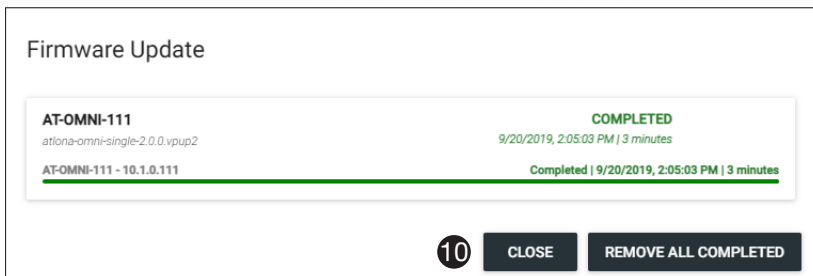 Firmware Update
AT-OMNI-111
COMPLETED
atlona-omni-single-2.0.0.vpup2
9/20/2019, 2:05:03 PM | 3 minutes
AT-OMNI-111 - 10.1.0.111
Completed | 9/20/2019, 2:05:03 PM | 3 minutes
10
CLOSE
REMOVE ALL COMPLETED